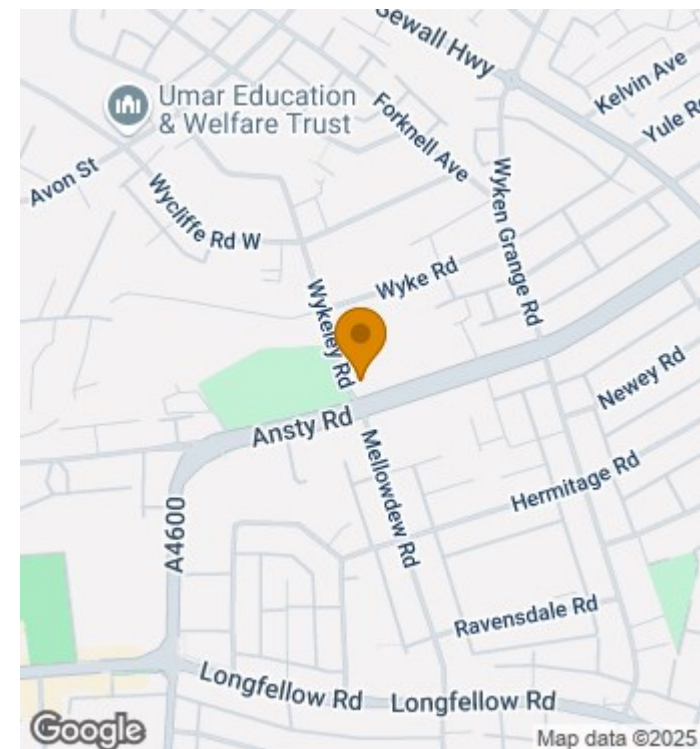 Sewall Hwy
Kelvin Ave
Umar Education
& Welfare Trust
Forknell Ave
Yule R
Avon St
Wycliffe Rd W
Wyken Grange Rd
Wyke Rd
Wykeley Rd
Newey Rd
Ansty Rd
Mellowdew Rd
Hermitage Rd
A4600
Ravensdale Rd
Longfellow Rd
Longfellow Rd
Google
Map data ©2025